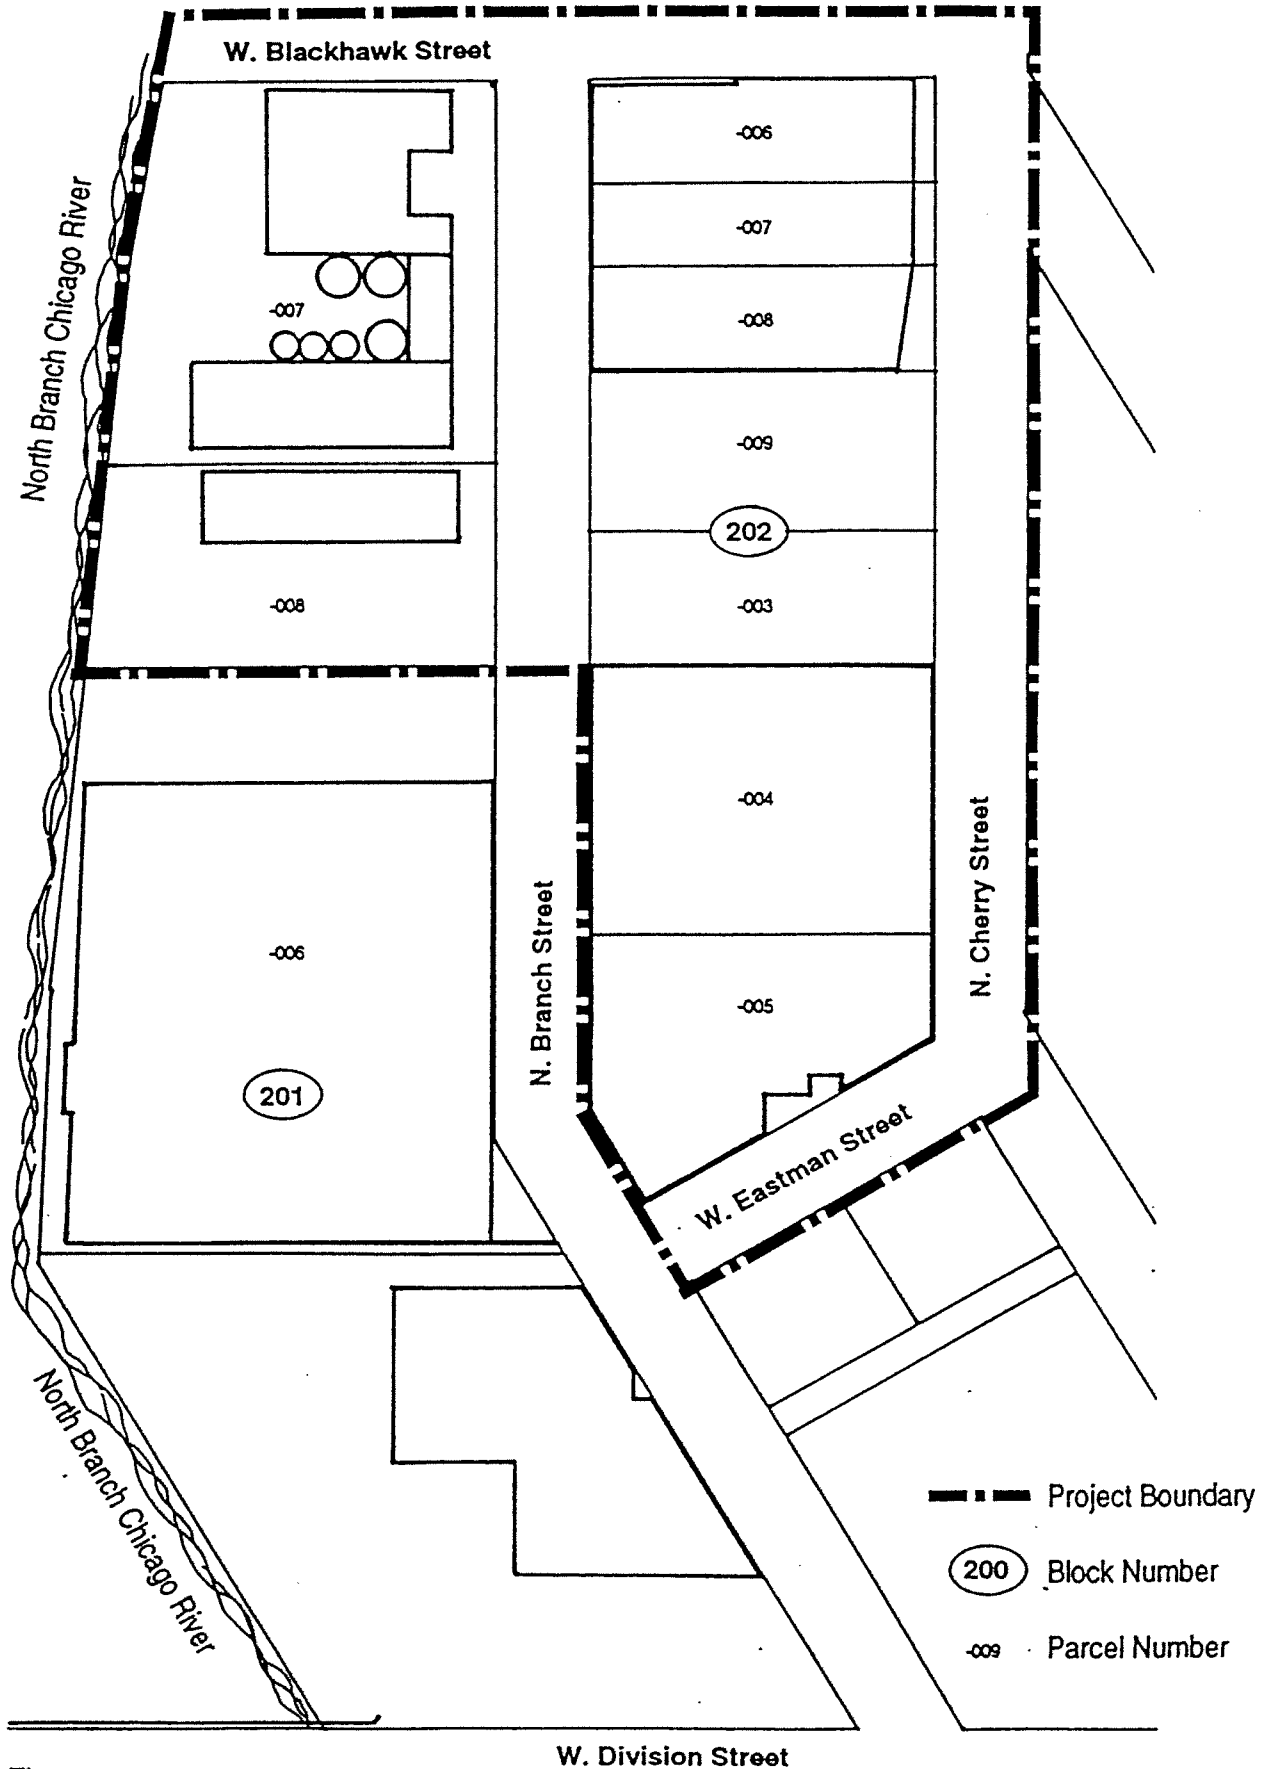 W. Blackhawk Street
-006
-007
North Branch Chicago River
-007
-008
-009
202
-008
-003
-004
N. Cherry Street
N. Branch Street
-006
-005
201
W. Eastman Street
North Branch Chicago River
Project Boundary
200 Block Number
-009 Parcel Number
W. Division Street